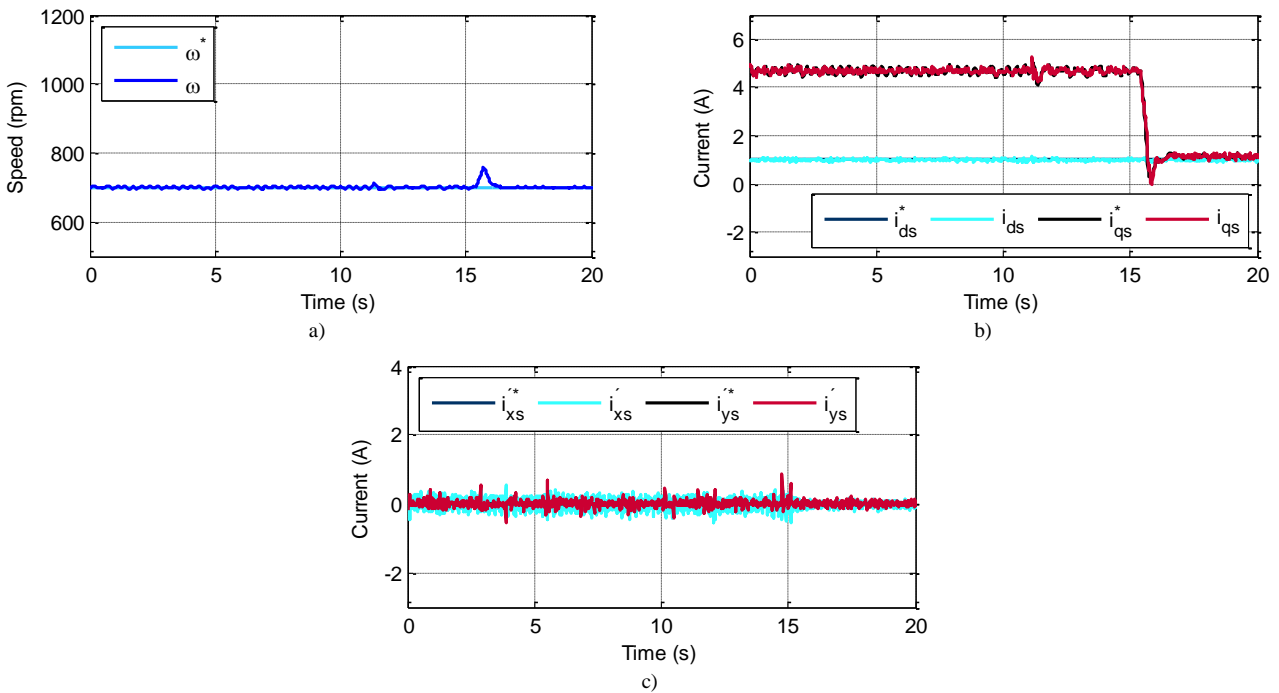 1200
1000
800
600
Speed (rpm)
ω*
ω
0 5 10 15 20
Time (s)
a)
6
4
2
0
-2
Current (A)
i*ds ids i*qs iqs
0 5 10 15 20
Time (s)
b)
4
2
0
-2
Current (A)
i´*xs i´xs i´*ys i´ys
0 5 10 15 20
Time (s)
c)